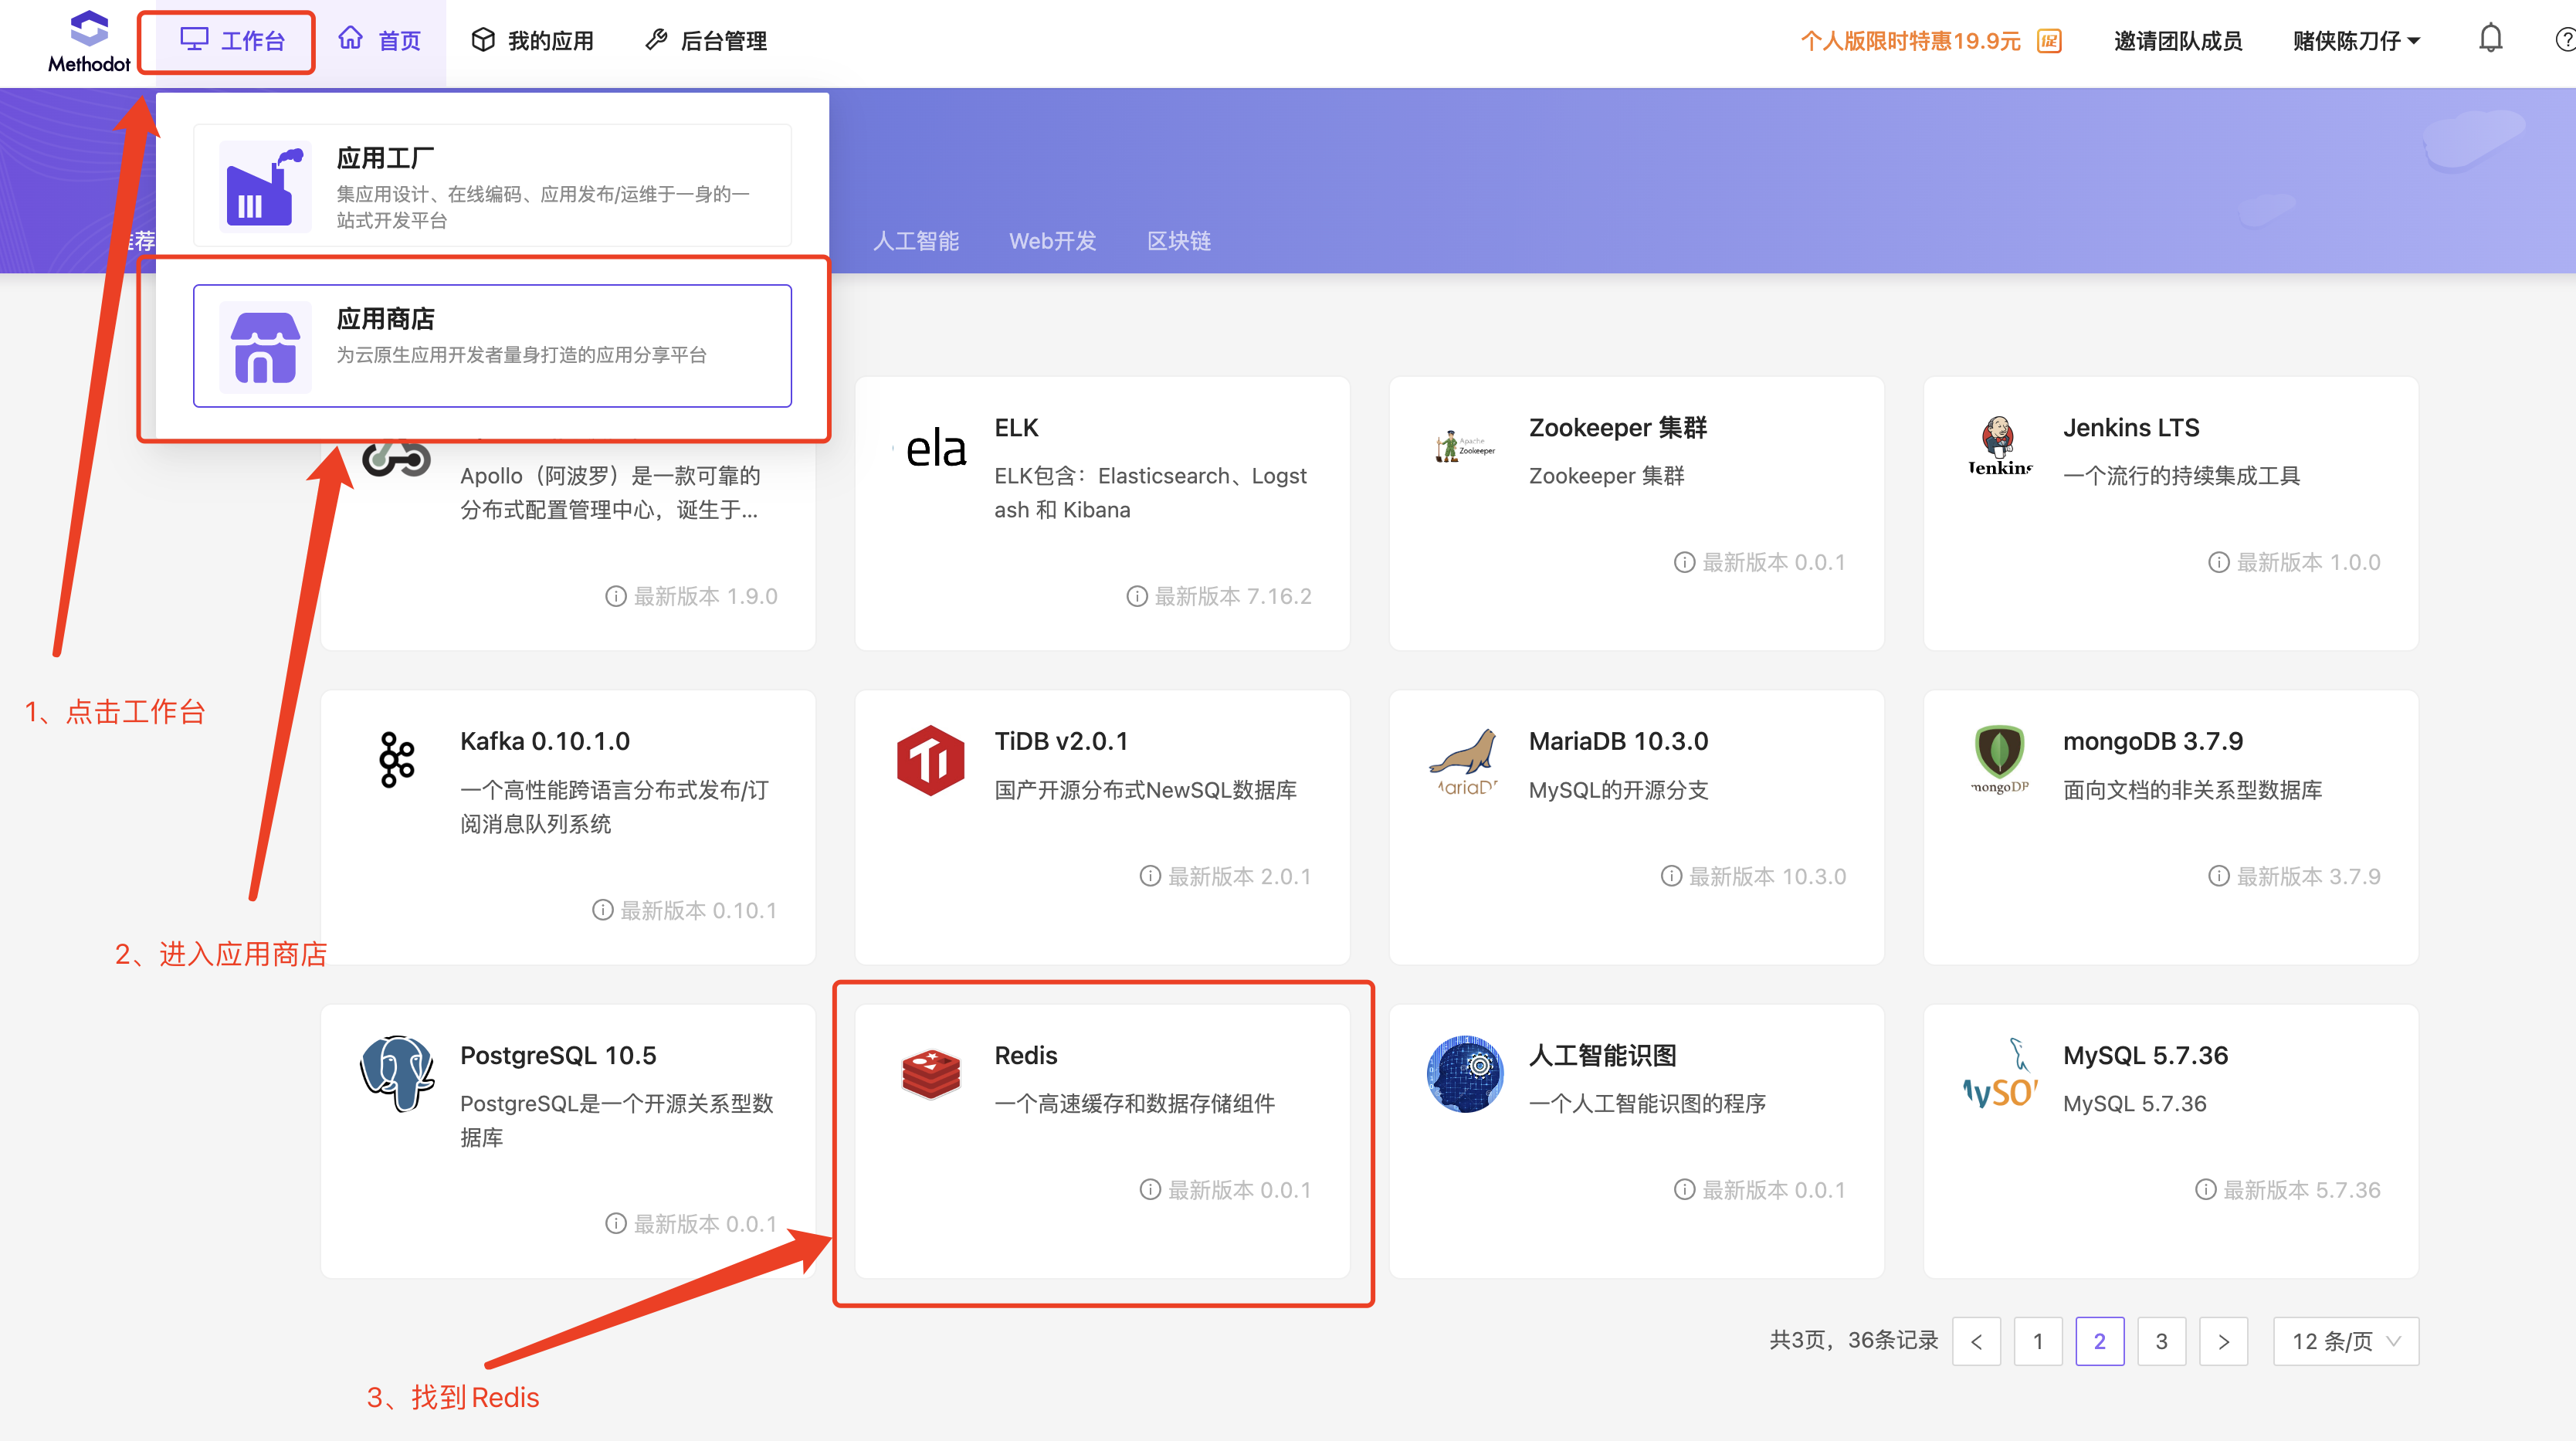 Methodot
工作台
首页
我的应用
后台管理
个人版限时特惠19.9元
促
邀请团队成员
赌侠陈刀仔
应用工厂
集应用设计、在线编码、应用发布/运维于一身的一
站式开发平台
荐
人工智能
Web开发
区块链
应用商店
为云原生应用开发者量身打造的应用分享平台
Apollo（阿波罗）是一款可靠的
分布式配置管理中心，诞生于...
最新版本 1.9.0
ela
ELK
ELK包含：Elasticsearch、Logst
ash 和 Kibana
最新版本 7.16.2
Apache
Zookeeper
Zookeeper 集群
Zookeeper 集群
最新版本 0.0.1
Jenkins
Jenkins LTS
一个流行的持续集成工具
最新版本 1.0.0
1、点击工作台
Kafka 0.10.1.0
一个高性能跨语言分布式发布/订
阅消息队列系统
最新版本 0.10.1
TiDB v2.0.1
国产开源分布式NewSQL数据库
最新版本 2.0.1
MariaDB
MariaDB 10.3.0
MySQL的开源分支
最新版本 10.3.0
mongoDB
mongoDB 3.7.9
面向文档的非关系型数据库
最新版本 3.7.9
2、进入应用商店
PostgreSQL 10.5
PostgreSQL是一个开源关系型数
据库
最新版本 0.0.1
Redis
一个高速缓存和数据存储组件
最新版本 0.0.1
人工智能识图
一个人工智能识图的程序
最新版本 0.0.1
MySQL 5.7.36
MySQL 5.7.36
最新版本 5.7.36
共3页，36条记录
<
1
2
3
>
12 条/页
3、找到Redis